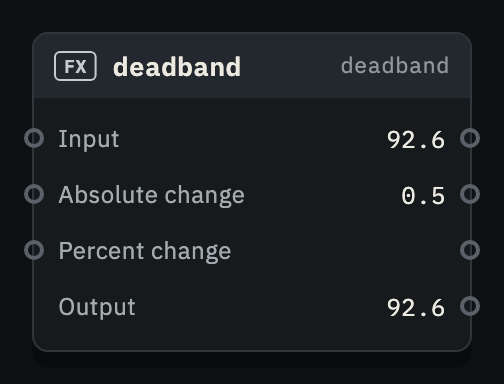 FX deadband deadband
Input 92.6
Absolute change 0.5
Percent change
Output 92.6